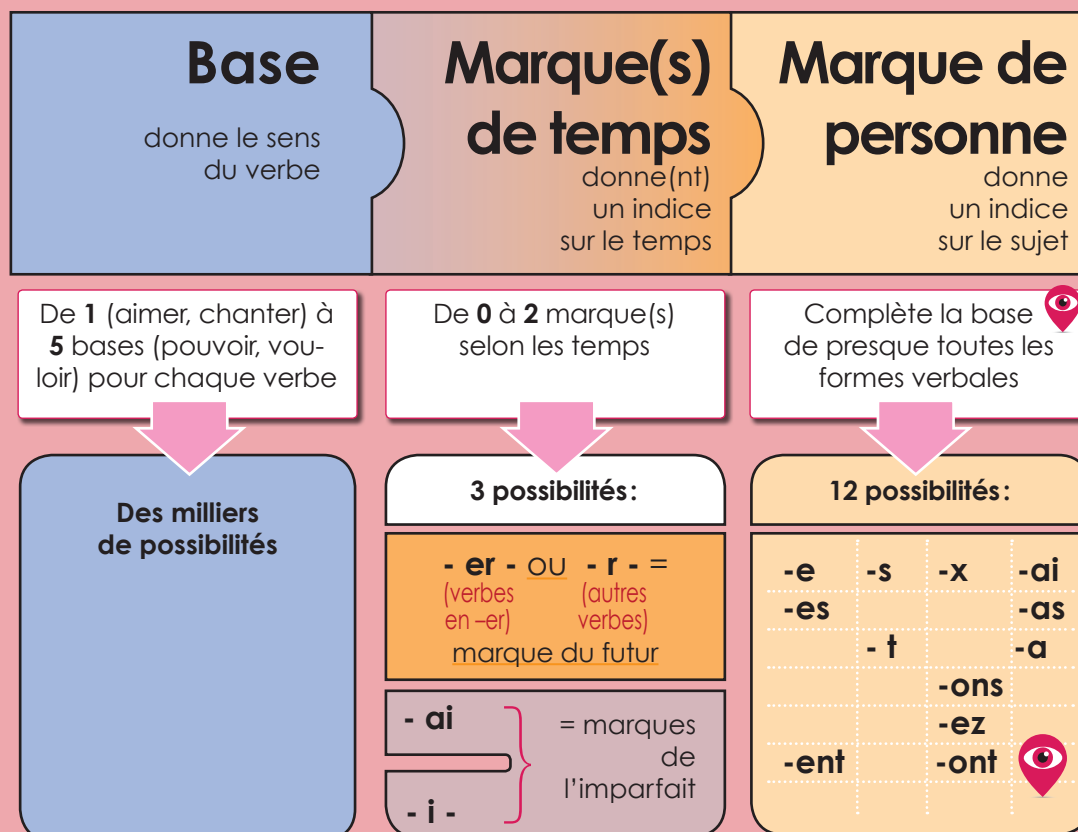 Base
donne le sens
du verbe
Marque(s)
de temps
donne(nt)
un indice
sur le temps
Marque de
personne
donne
un indice
sur le sujet
De 1 (aimer, chanter) à
5 bases (pouvoir, vou-
loir) pour chaque verbe
De 0 à 2 marque(s)
selon les temps
Complète la base
de presque toutes les
formes verbales
Des milliers
de possibilités
3 possibilités:
- er - ou - r - =
(verbes (autres
en –er) verbes)
marque du futur
- ai
- i -
= marques
de
l'imparfait
12 possibilités:
-e -s -x -ai
-es -as
- t -a
-ons
-ez
-ent -ont